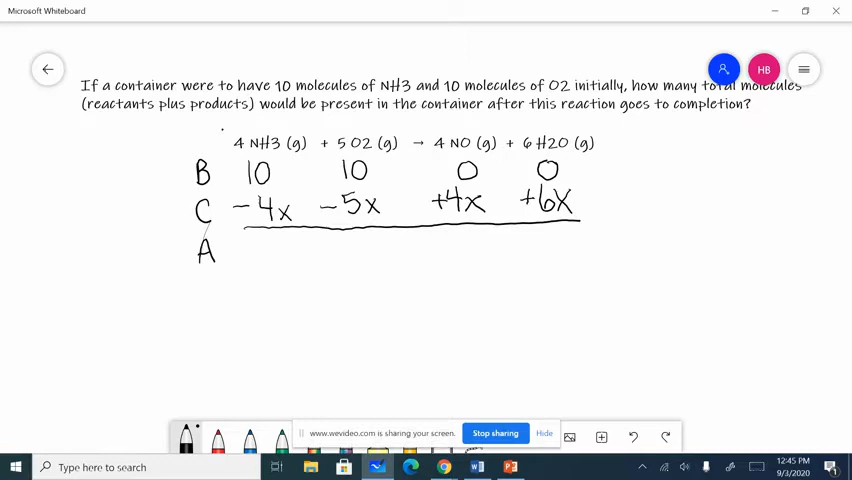 Microsoft Whiteboard
HB
If a container were to have 10 molecules of NH3 and 10 molecules of O2 initially, how many total molecules
(reactants plus products) would be present in the container after this reaction goes to completion?
4 NH3 (g) + 5 O2 (g) → 4 NO (g) + 6 H2O (g)
B 10 10 0 0
C -4x -5x +4x +6x
A
www.wevideo.com is sharing your screen. Stop sharing Hide
Type here to search
12:45 PM
9/3/2020
1